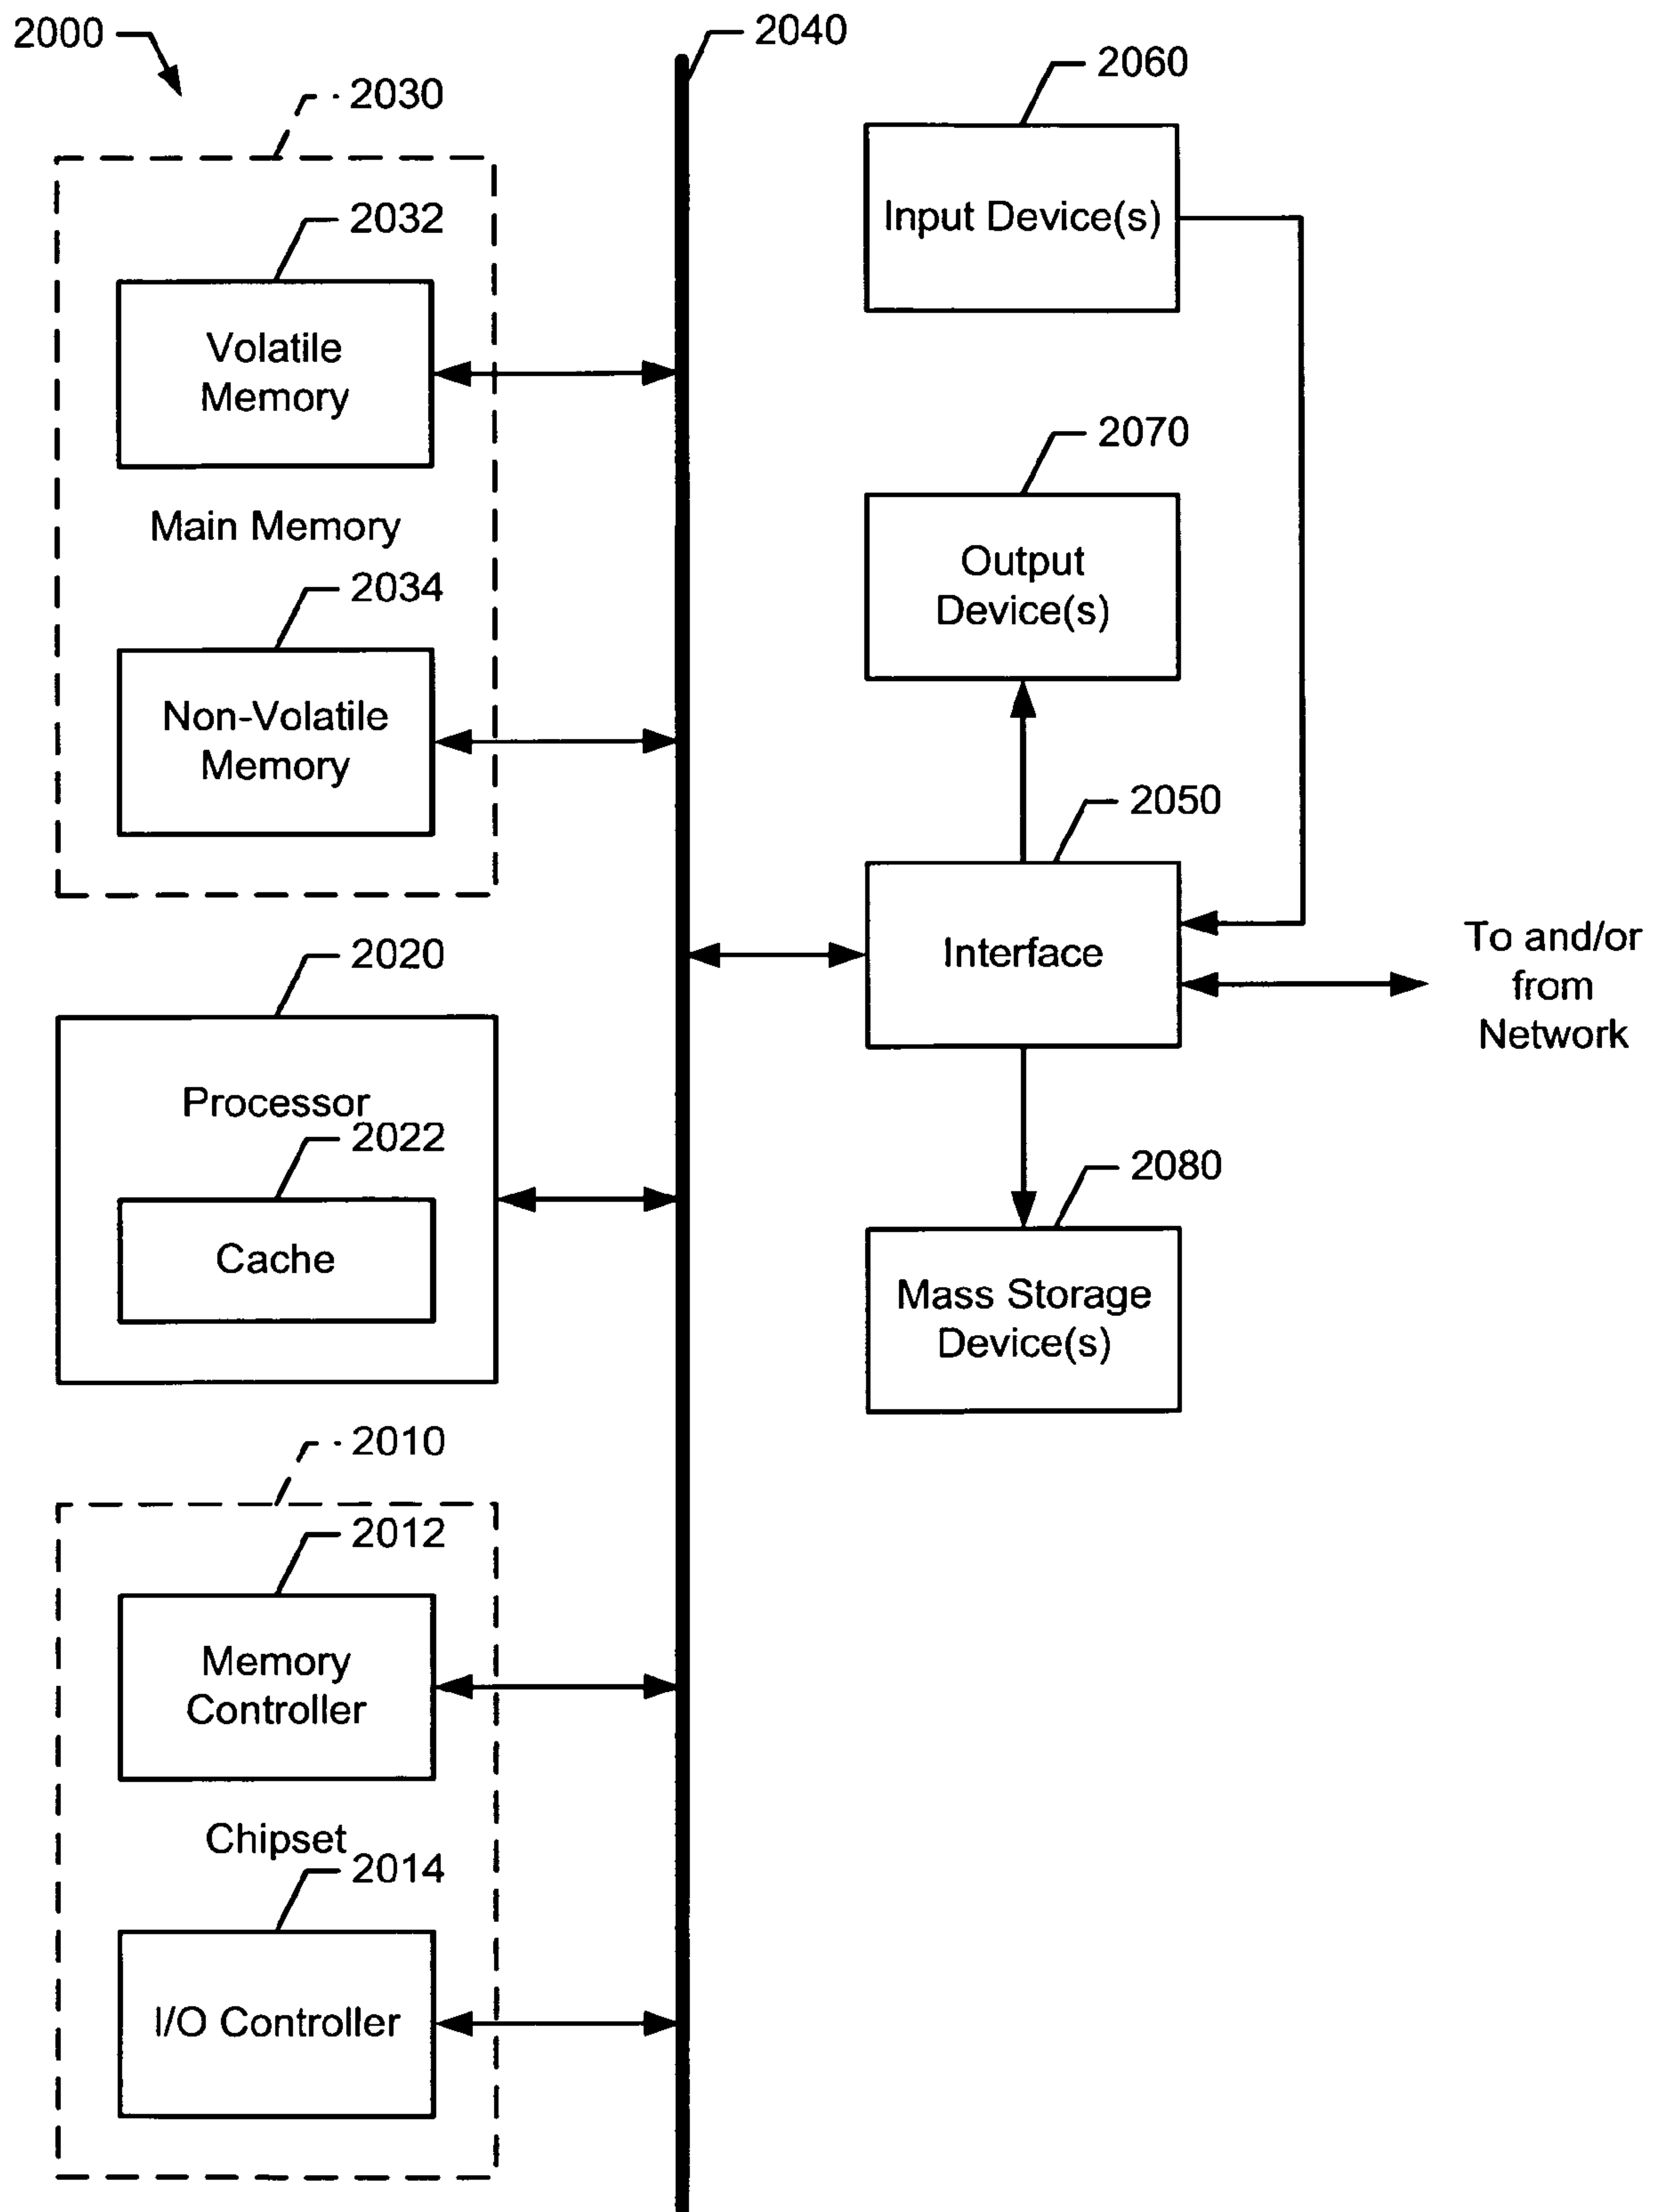 2000
2040
2060
2030
2032
Input Device(s)
Volatile
Memory
2070
Main Memory
Output
Device(s)
2034
Non-Volatile
Memory
2050
2020
Interface
To and/or
from
Network
Processor
2022
Cache
2080
Mass Storage
Device(s)
2010
2012
Memory
Controller
Chipset
2014
I/O Controller